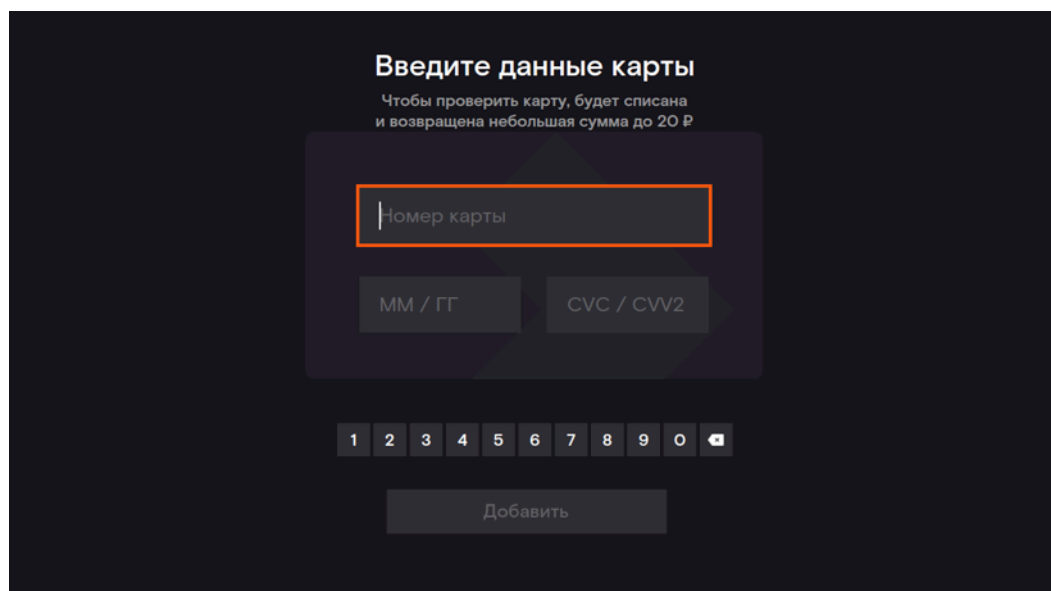 Введите данные карты
Чтобы проверить карту, будет списана
и возвращена небольшая сумма до 20 ₽
Номер карты
ММ / ГГ CVC / CVV2
1 2 3 4 5 6 7 8 9 0
Добавить